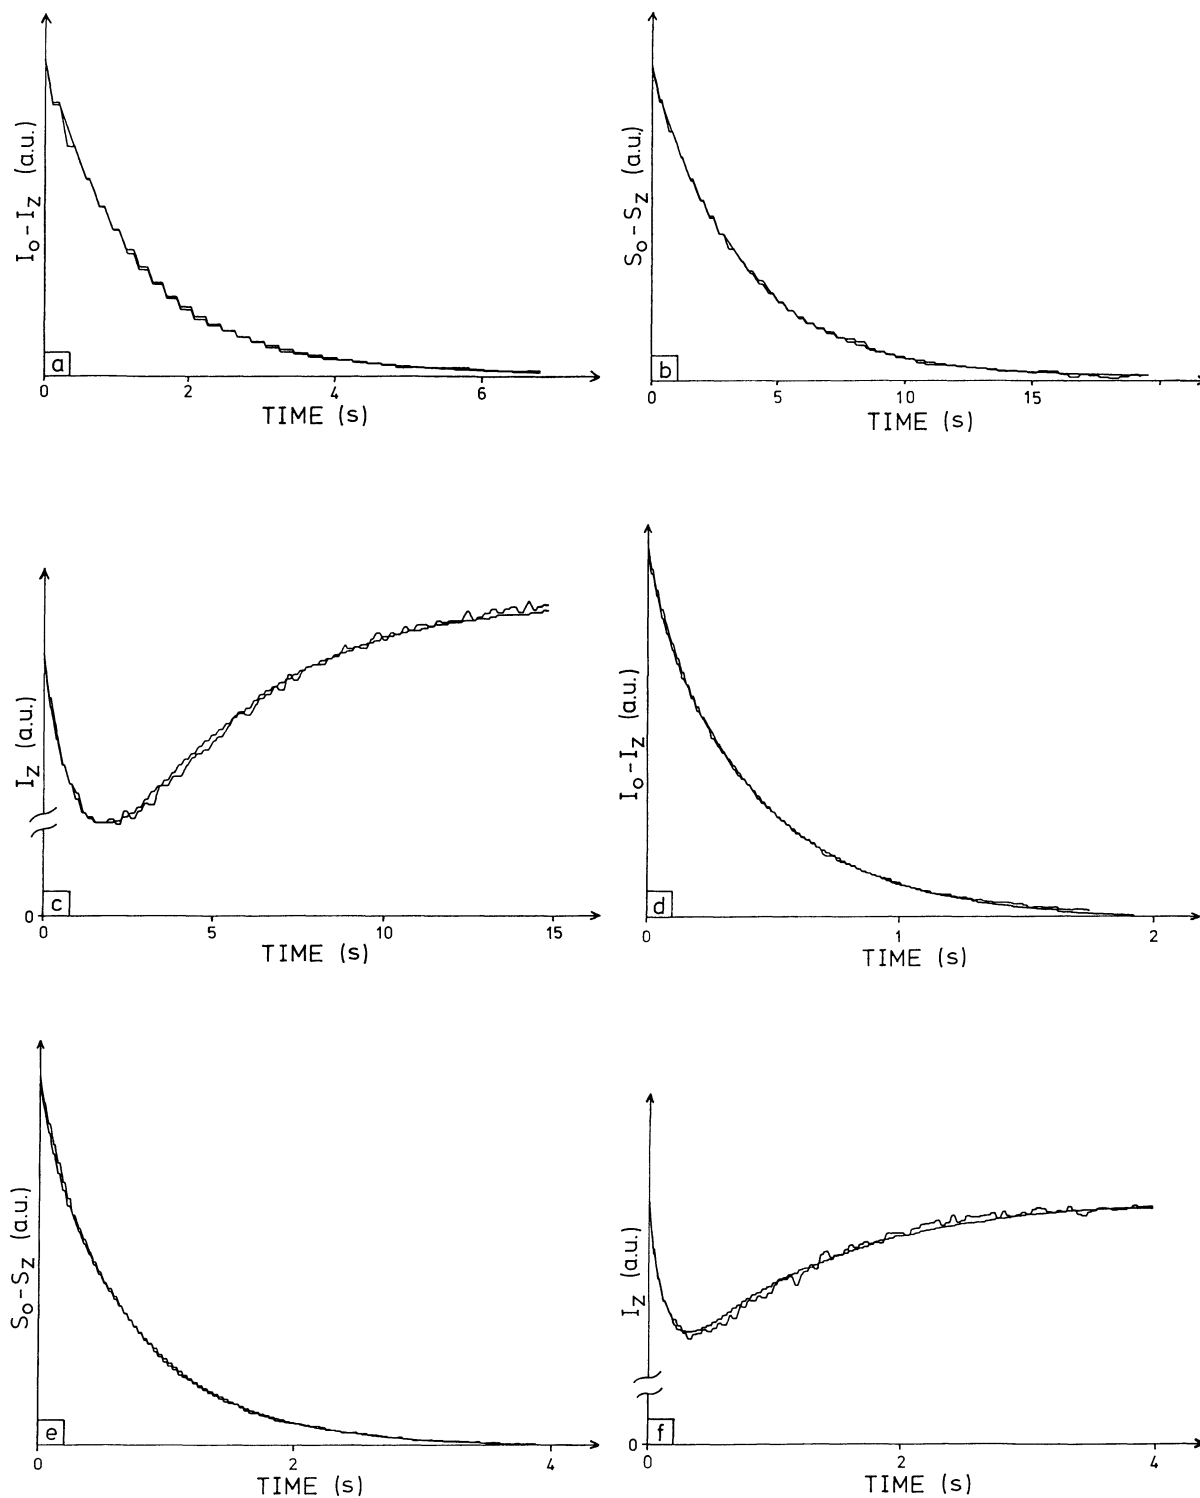 I₀-I_Z (a.u.)
a
0 2 4 6
TIME (s)
S₀-S_Z (a.u.)
b
0 5 10 15
TIME (s)
I_Z (a.u.)
0
c
0 5 10 15
TIME (s)
I₀-I_Z (a.u.)
d
0 1 2
TIME (s)
S₀-S_Z (a.u.)
e
0 2 4
TIME (s)
I_Z (a.u.)
0
f
0 2 4
TIME (s)